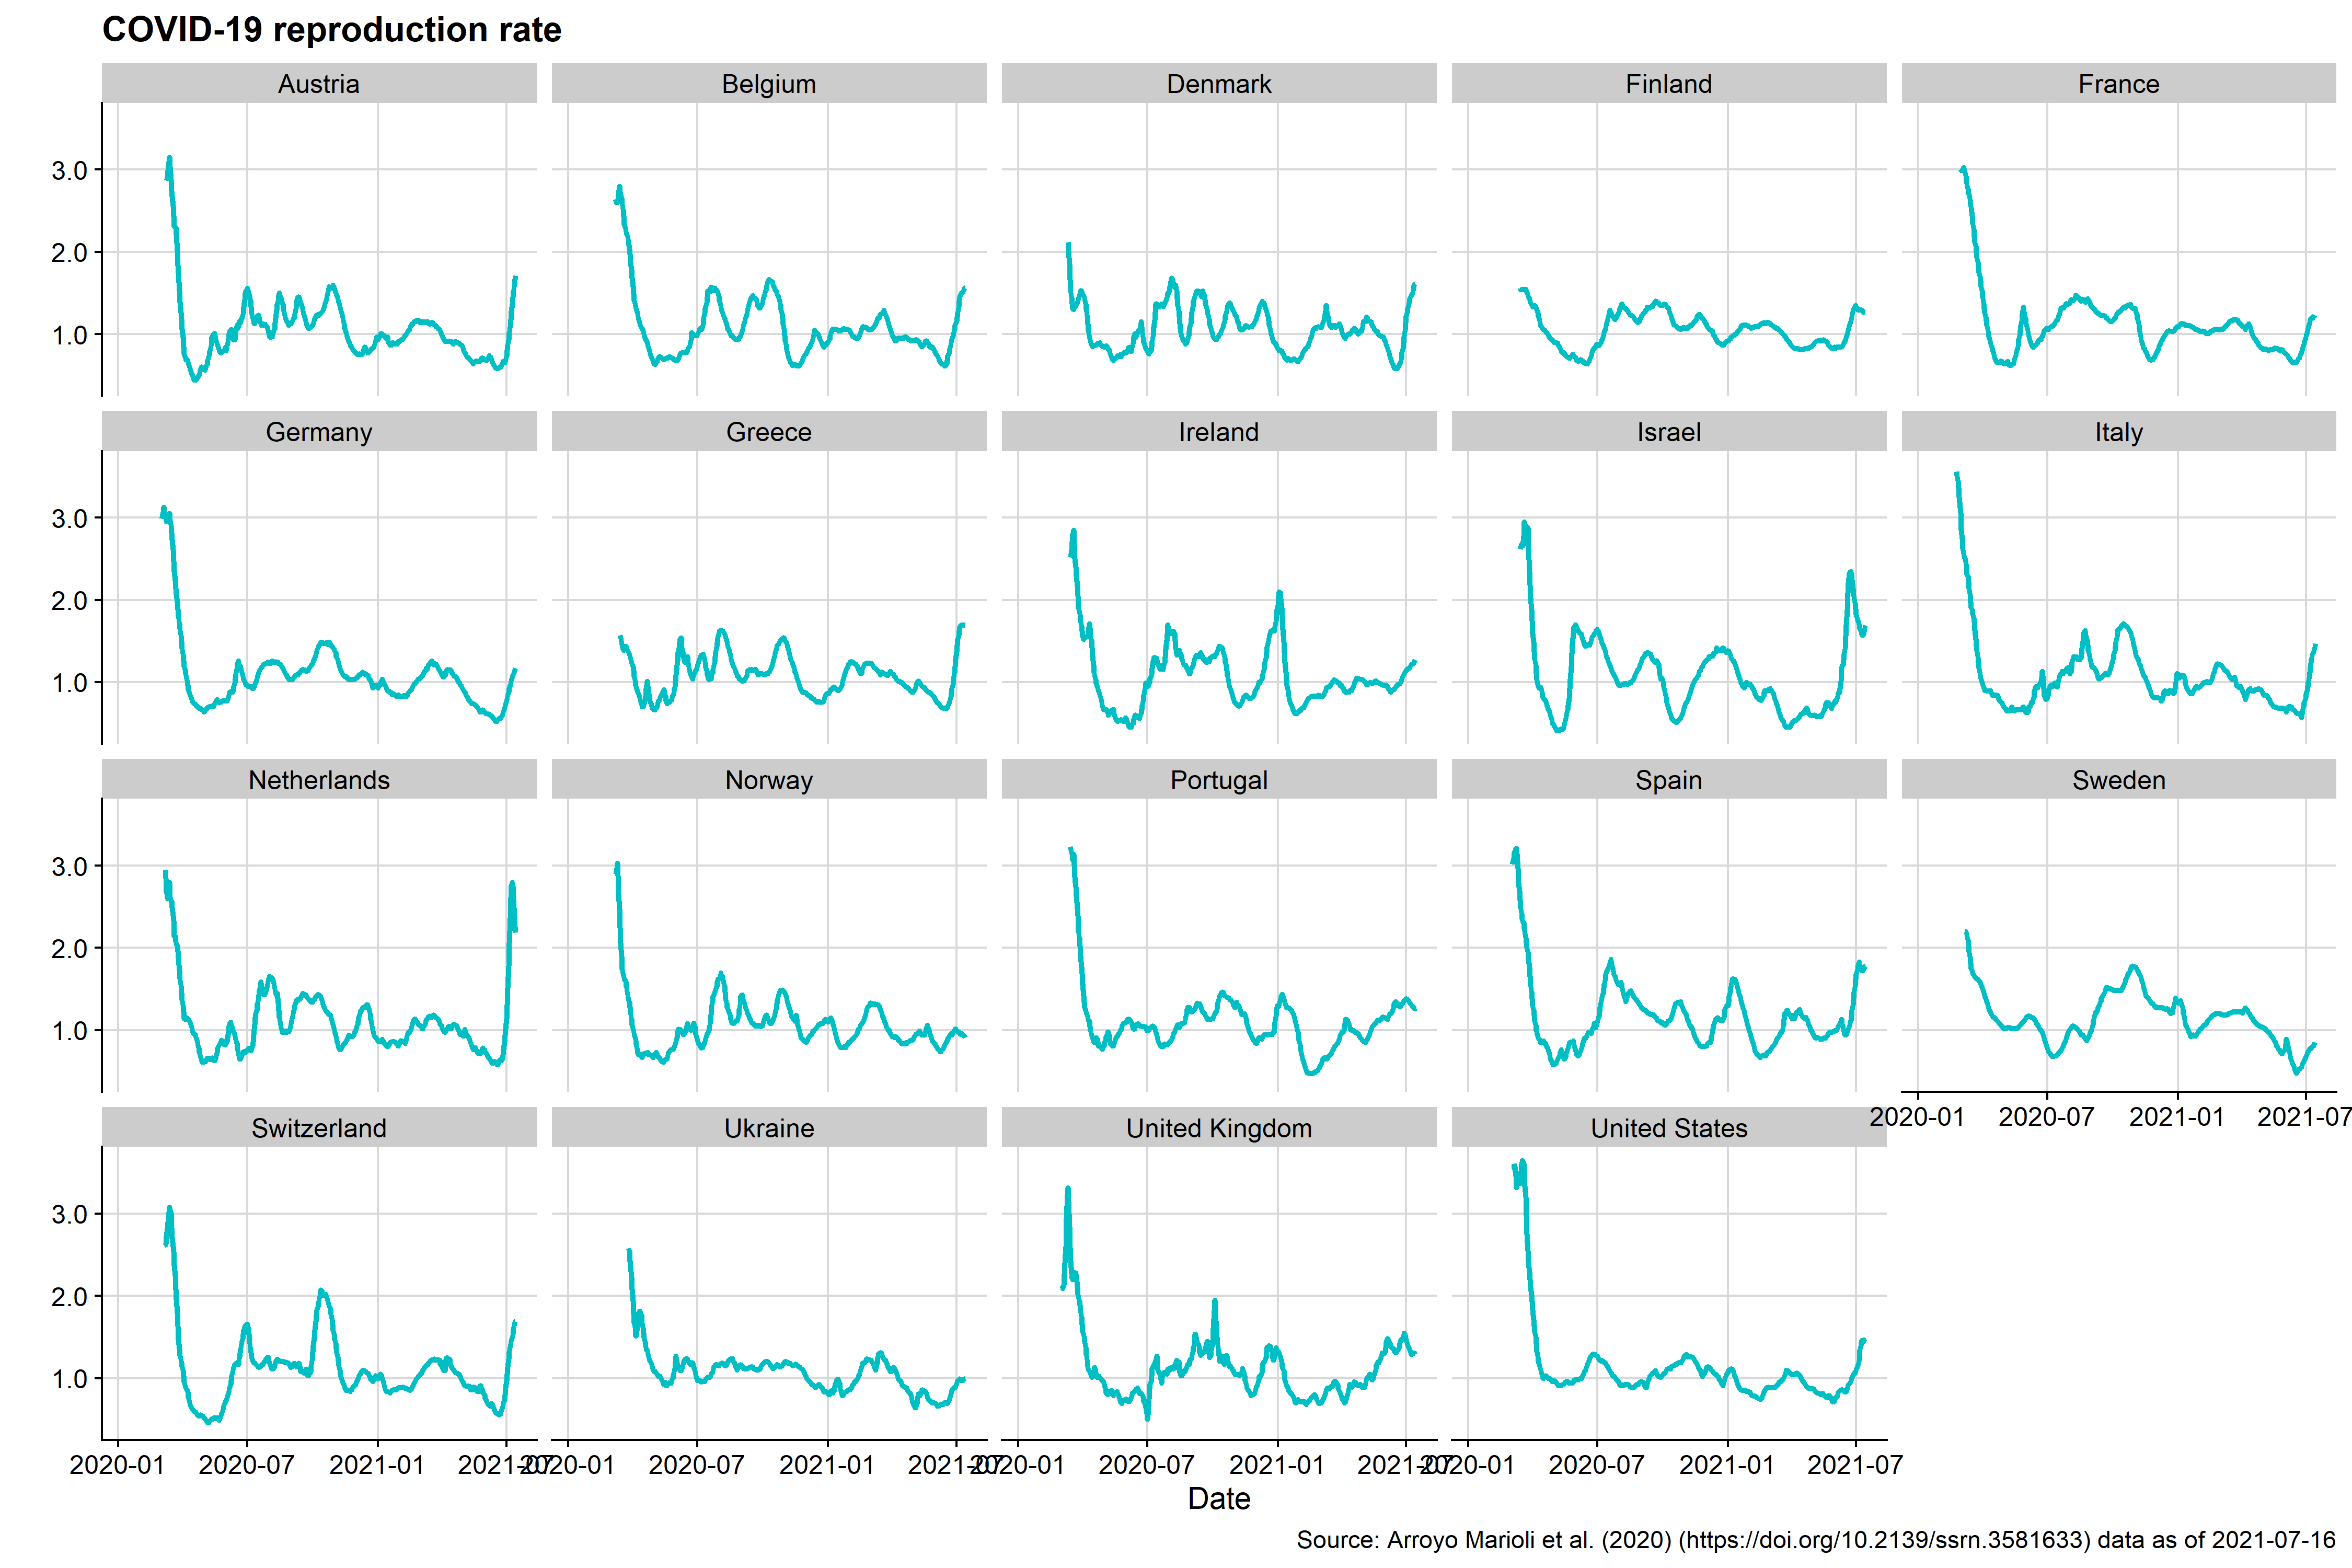 COVID-19 reproduction rate
Austria Belgium Denmark Finland France
3.0
2.0
1.0
Germany Greece Ireland Israel Italy
3.0
2.0
1.0
Netherlands Norway Portugal Spain Sweden
3.0
2.0
1.0
2020-01 2020-07 2021-01 2021-07
Switzerland Ukraine United Kingdom United States
3.0
2.0
1.0
2020-01 2020-07 2021-01 2021-07 2020-01 2020-07 2021-01 2021-07 2020-01 2020-07 2021-01 2021-07 2020-01 2020-07 2021-01 2021-07
Date
Source: Arroyo Marioli et al. (2020) (https://doi.org/10.2139/ssrn.3581633) data as of 2021-07-16